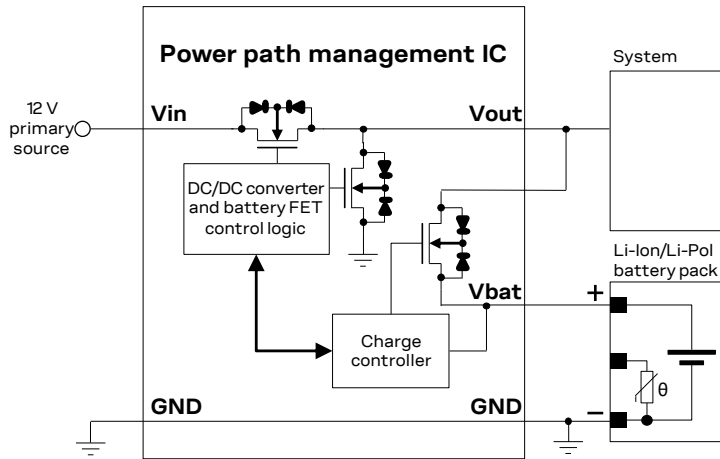 Power path management IC
System
12 V
primary
source
Vin
Vout
DC/DC converter
and battery FET
control logic
Li-Ion/Li-Pol
battery pack
Vbat
+
Charge
controller
θ
GND
GND
−